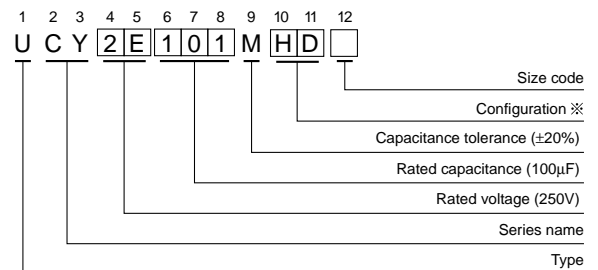 1 2 3 4 5 6 7 8 9 10 11 12
U C Y 2 E 1 0 1 M H D
Size code
Configuration ※
Capacitance tolerance (±20%)
Rated capacitance (100µF)
Rated voltage (250V)
Series name
Type